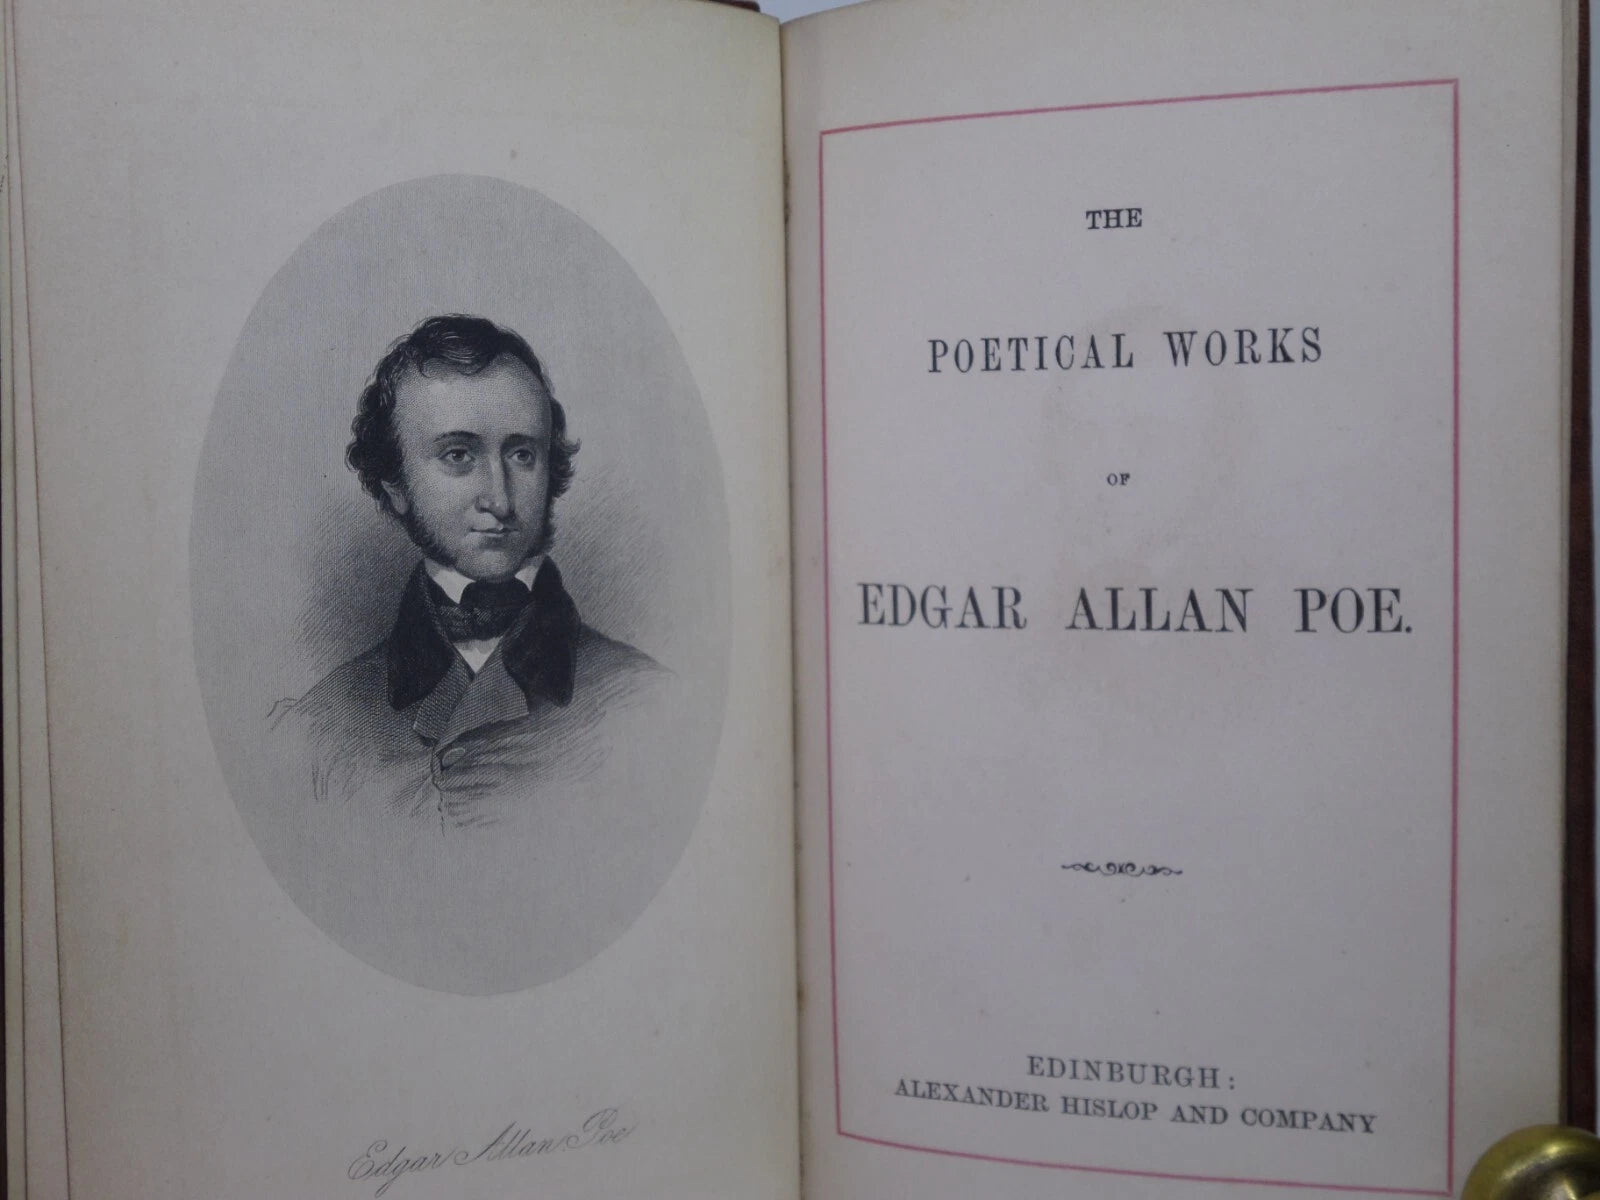 Edgar Allan Poe
THE
POETICAL WORKS
OF
EDGAR ALLAN POE.
EDINBURGH:
ALEXANDER HISLOP AND COMPANY